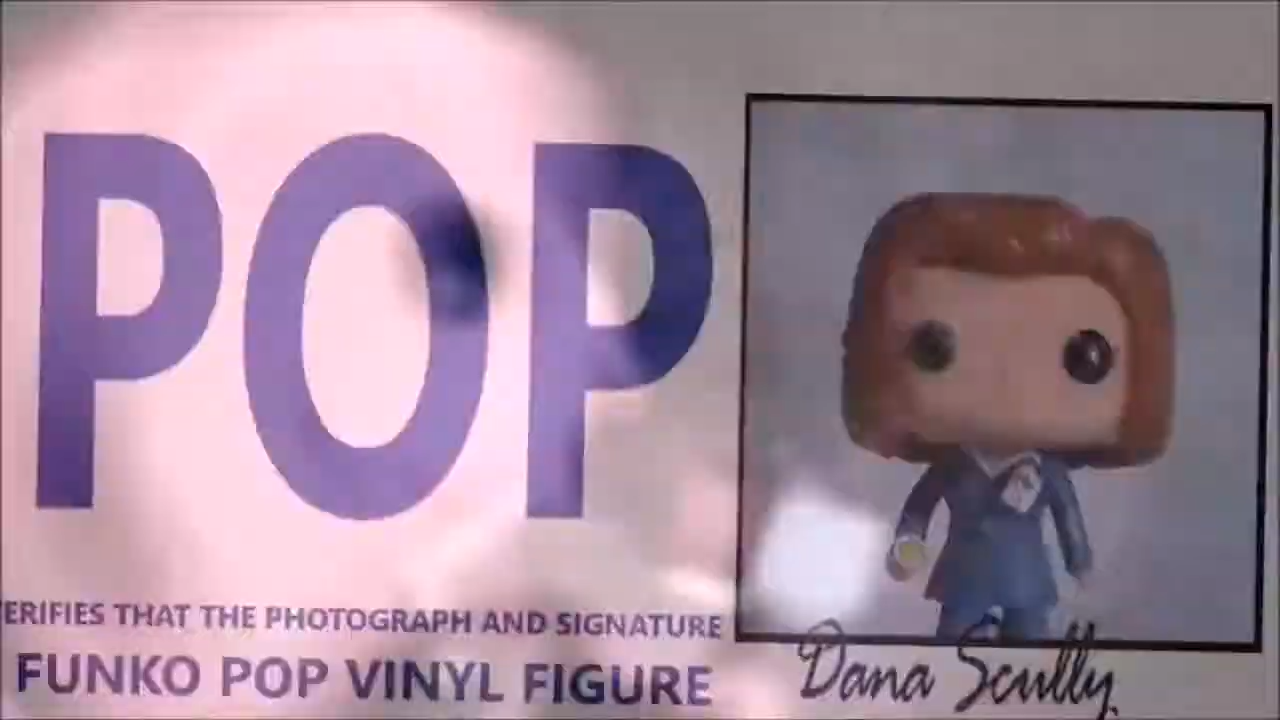 POP
ERIFIES THAT THE PHOTOGRAPH AND SIGNATURE
FUNKO POP VINYL FIGURE
Dana Scully